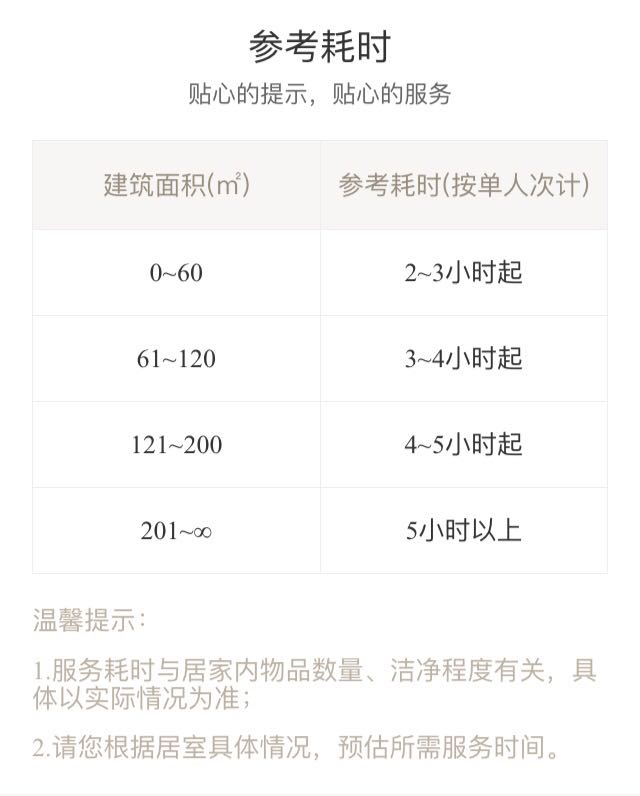 参考耗时
贴心的提示，贴心的服务
建筑面积(㎡) 参考耗时(按单人次计)
0~60 2~3小时起
61~120 3~4小时起
121~200 4~5小时起
201~∞ 5小时以上
温馨提示：
1.服务耗时与居家内物品数量、洁净程度有关，具
体以实际情况为准；
2.请您根据居室具体情况，预估所需服务时间。